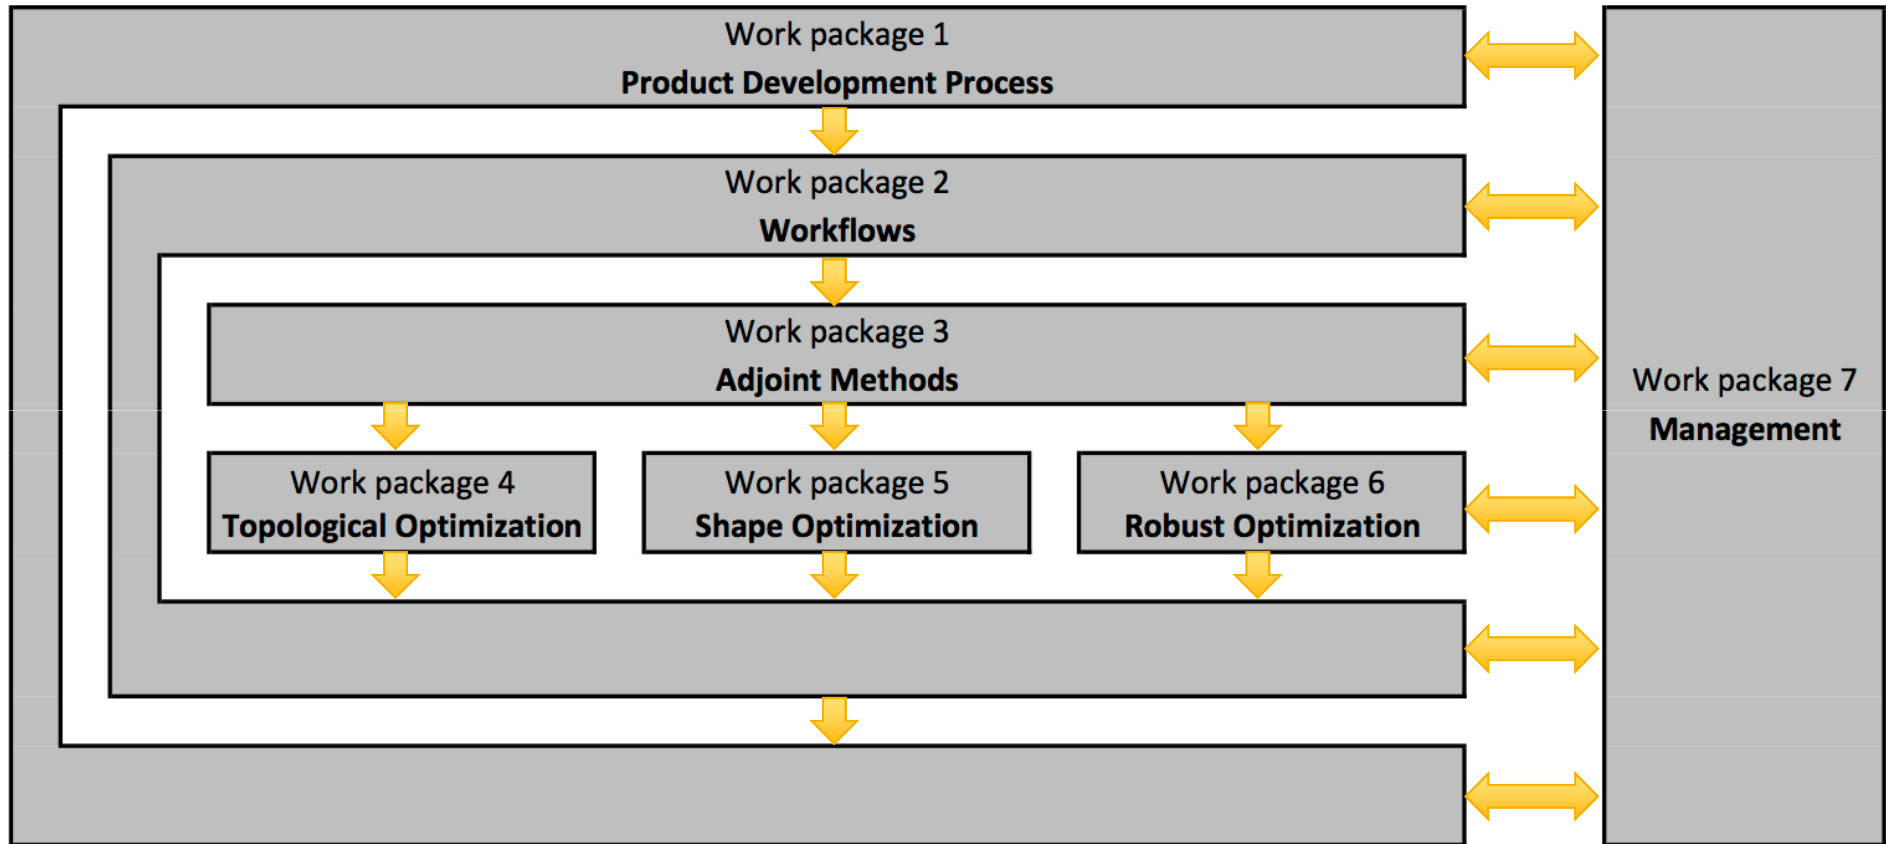 Work package 1
Product Development Process
Work package 2
Workflows
Work package 3
Adjoint Methods
Work package 4
Topological Optimization
Work package 5
Shape Optimization
Work package 6
Robust Optimization
Work package 7
Management